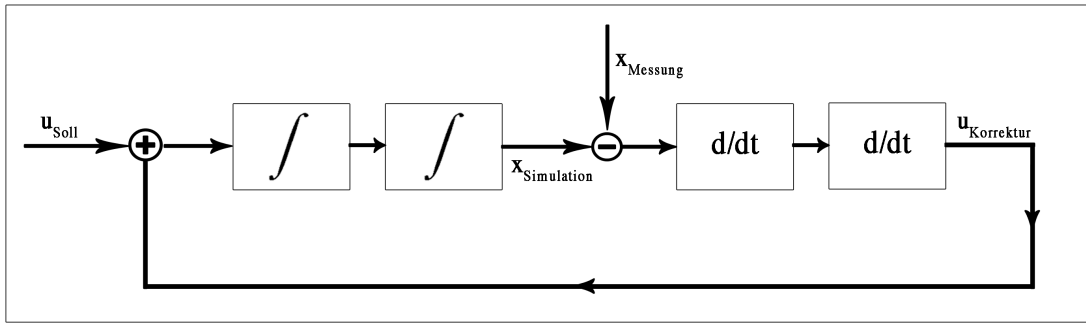 u_Soll
+
∫
∫
x_Simulation
x_Messung
−
d/dt
d/dt
u_Korrektur